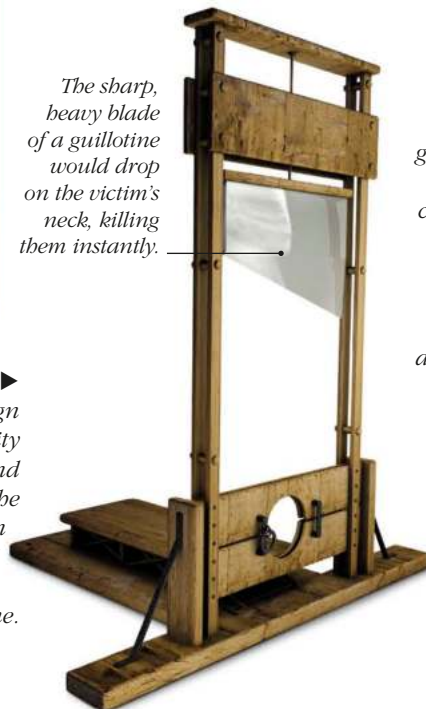 The sharp,
heavy blade
of a guillotine
would drop
on the victim's
neck, killing
them instantly.